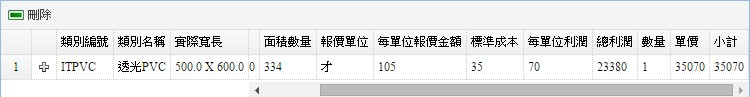 刪除
類別編號 類別名稱 實際寬長 面積數量 報價單位 每單位報價金額 標準成本 每單位利潤 總利潤 數量 單價 小計
1 ITPVC 透光PVC 500.0 X 600.0 0 334 才 105 35 70 23380 1 35070 35070